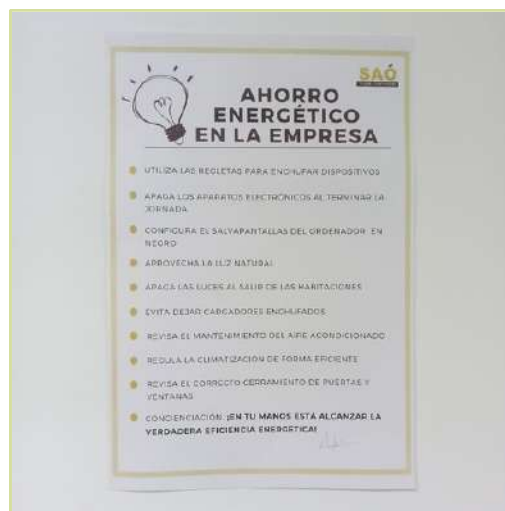 SAÓ
AHORRO
ENERGÉTICO
EN LA EMPRESA
UTILIZA LAS REGLETAS PARA ENCHUFAR DISPOSITIVOS
APAGA LOS APARATOS ELECTRÓNICOS AL TERMINAR LA
JORNADA
CONFIGURA EL SALVAPANTALLAS DEL ORDENADOR EN
NEGRO
APROVECHA LA LUZ NATURAL
APAGA LAS LUCES AL SALIR DE LAS HABITACIONES
EVITA DEJAR CARGADORES ENCHUFADOS
REVISA EL MANTENIMIENTO DEL AIRE ACONDICIONADO
REGULA LA CLIMATIZACIÓN DE FORMA EFICIENTE
REVISA EL CORRECTO CERRAMIENTO DE PUERTAS Y
VENTANAS
CONCIENCIACIÓN: ¡EN TU MANOS ESTÁ ALCANZAR LA
VERDADERA EFICIENCIA ENERGÉTICA!